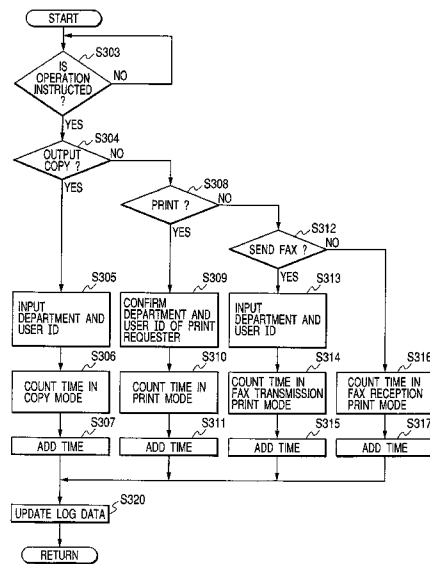 START
S303
IS
OPERATION
INSTRUCTED
?
NO
YES
S304
OUTPUT
COPY ?
NO
YES
S308
PRINT ?
NO
YES
S312
SEND FAX ?
NO
YES
S305
INPUT
DEPARTMENT AND
USER ID
S309
CONFIRM
DEPARTMENT AND
USER ID OF PRINT
REQUESTER
S313
INPUT
DEPARTMENT AND
USER ID
S306
COUNT TIME IN
COPY MODE
S310
COUNT TIME IN
PRINT MODE
S314
COUNT TIME IN
FAX TRANSMISSION
PRINT MODE
S316
COUNT TIME IN
FAX RECEPTION
PRINT MODE
S307
ADD TIME
S311
ADD TIME
S315
ADD TIME
S317
ADD TIME
S320
UPDATE LOG DATA
RETURN